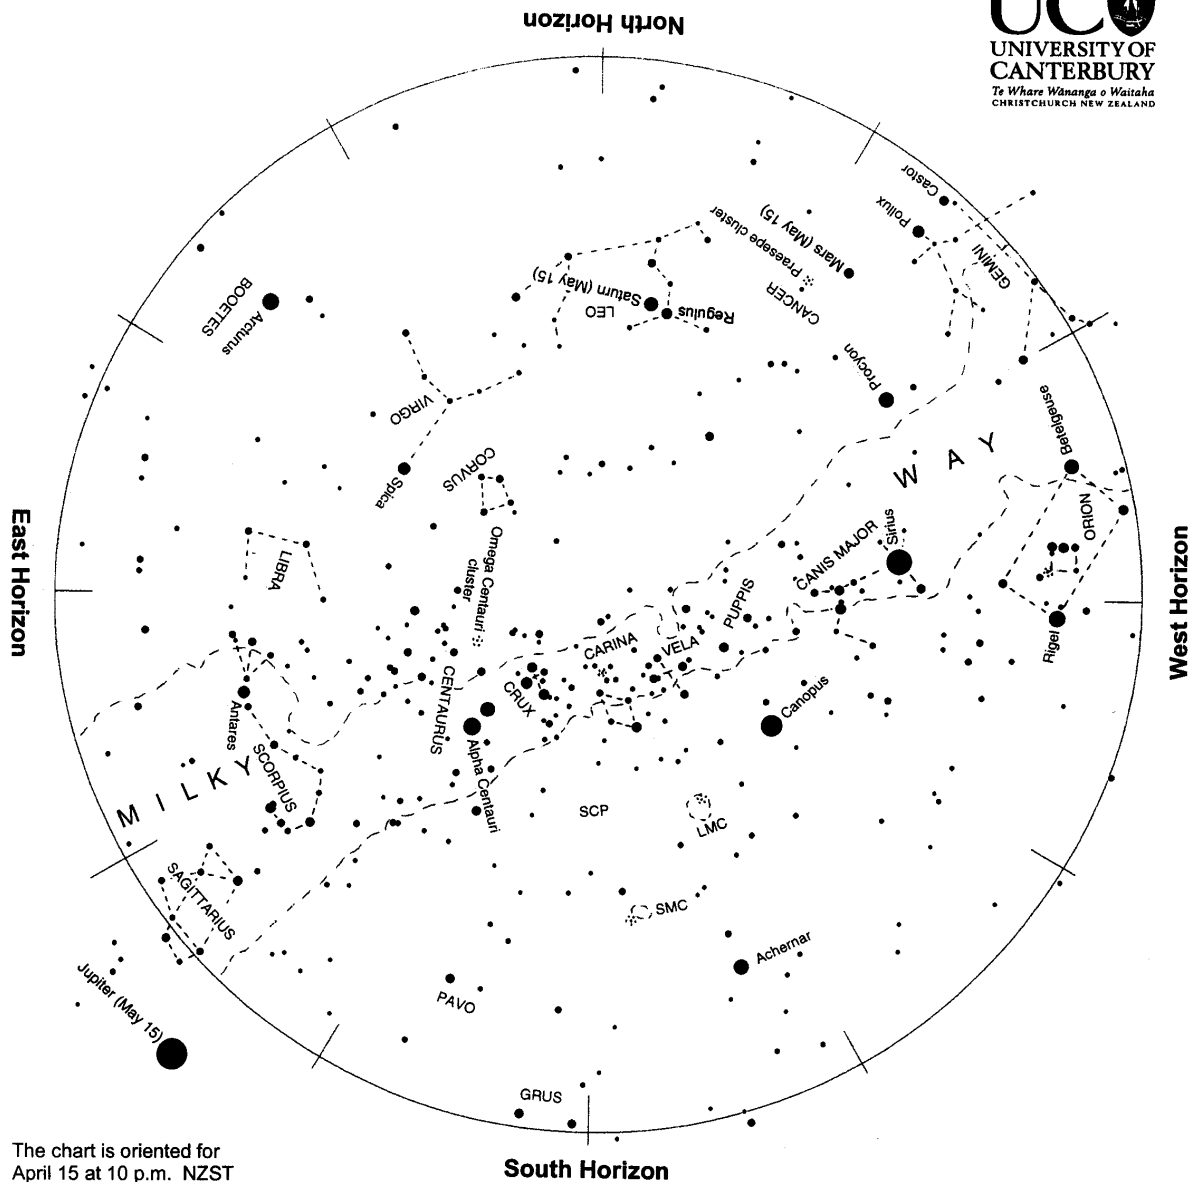 North Horizon
UC
UNIVERSITY OF
CANTERBURY
Te Whare Wānanga o Waitaha
CHRISTCHURCH NEW ZEALAND
Castor
Pollux
GEMINI
Mars (May 15)
Praesepe cluster
CANCER
Saturn (May 15)
LEO
Regulus
BOOETES
Arcturus
Procyon
Betelgeuse
VIRGO
Spica
CORVUS
WAY
ORION
Rigel
Sirius
CANIS MAJOR
East Horizon
West Horizon
LIBRA
Omega Centauri
cluster
PUPPIS
CARINA
VELA
CRUX
CENTAURUS
Canopus
Antares
SCORPIUS
MILKY
Alpha Centauri
SCP
LMC
SMC
SAGITTARIUS
Achernar
Jupiter (May 15)
PAVO
GRUS
The chart is oriented for
April 15 at 10 p.m. NZST
South Horizon